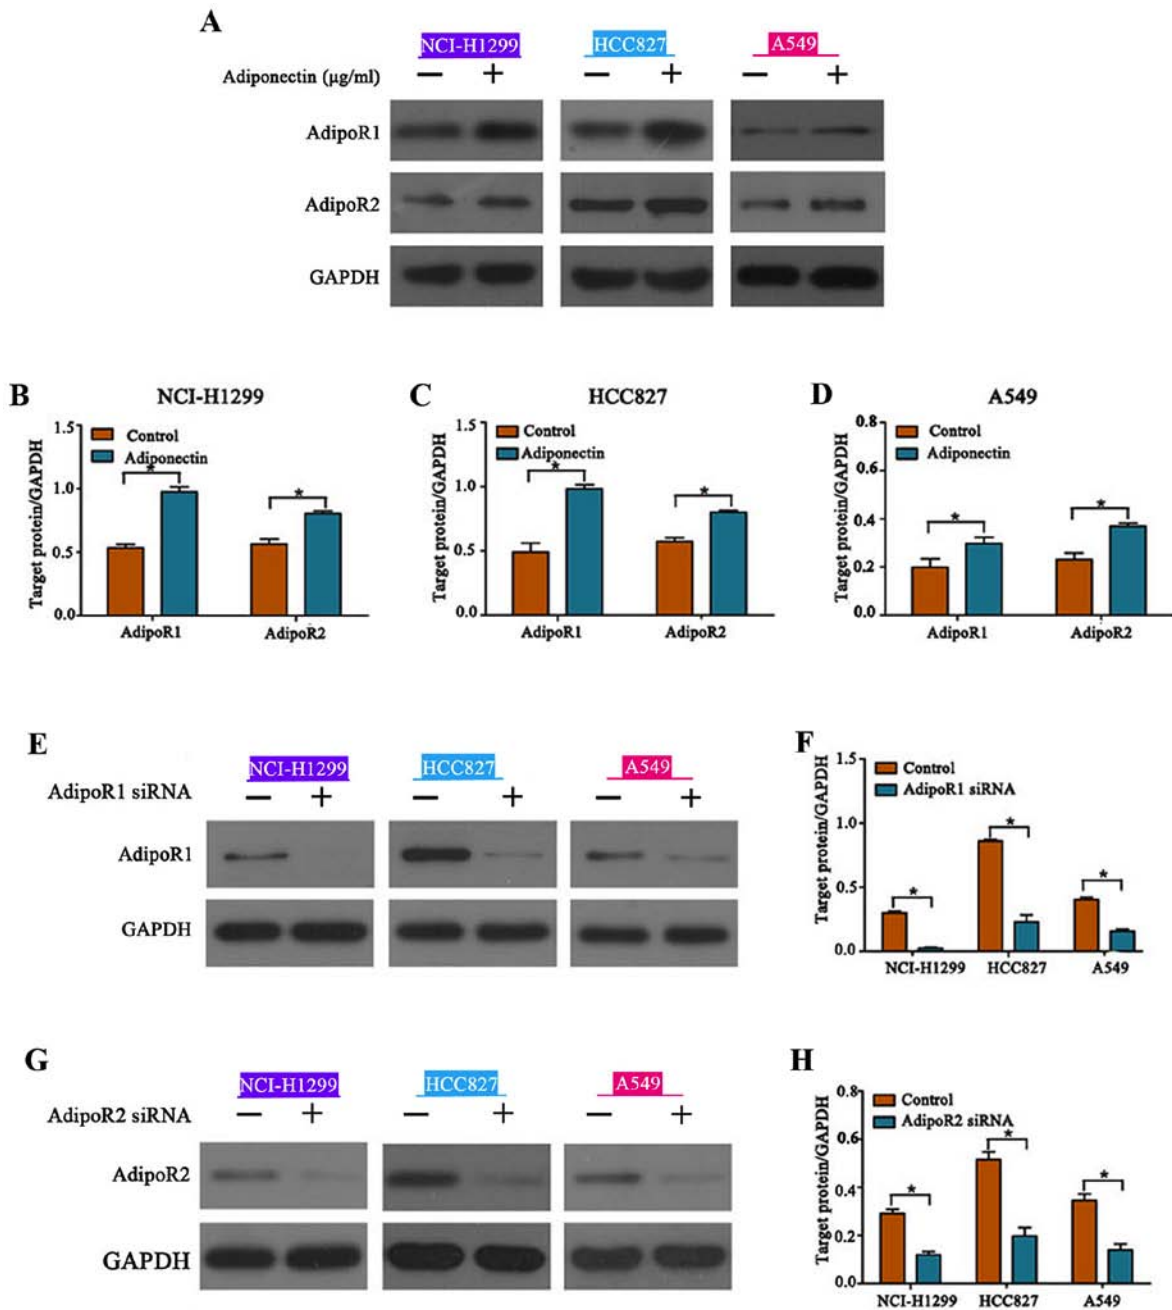 A
NCI-H1299 HCC827 A549
Adiponectin (µg/ml) — + — + — +
AdipoR1
AdipoR2
GAPDH
B NCI-H1299
Target protein/GAPDH
1.5
1.0
0.5
0.0
Control
Adiponectin
* *
AdipoR1 AdipoR2
C HCC827
Target protein/GAPDH
1.5
1.0
0.5
0.0
Control
Adiponectin
* *
AdipoR1 AdipoR2
D A549
Target protein/GAPDH
0.8
0.6
0.4
0.2
0.0
Control
Adiponectin
* *
AdipoR1 AdipoR2
E
NCI-H1299 HCC827 A549
AdipoR1 siRNA — + — + — +
AdipoR1
GAPDH
F
Target protein/GAPDH
1.5
1.0
0.5
0.0
Control
AdipoR1 siRNA
* * *
NCI-H1299 HCC827 A549
G
NCI-H1299 HCC827 A549
AdipoR2 siRNA — + — + — +
AdipoR2
GAPDH
H
Target protein/GAPDH
0.8
0.6
0.4
0.2
0.0
Control
AdipoR2 siRNA
* * *
NCI-H1299 HCC827 A549